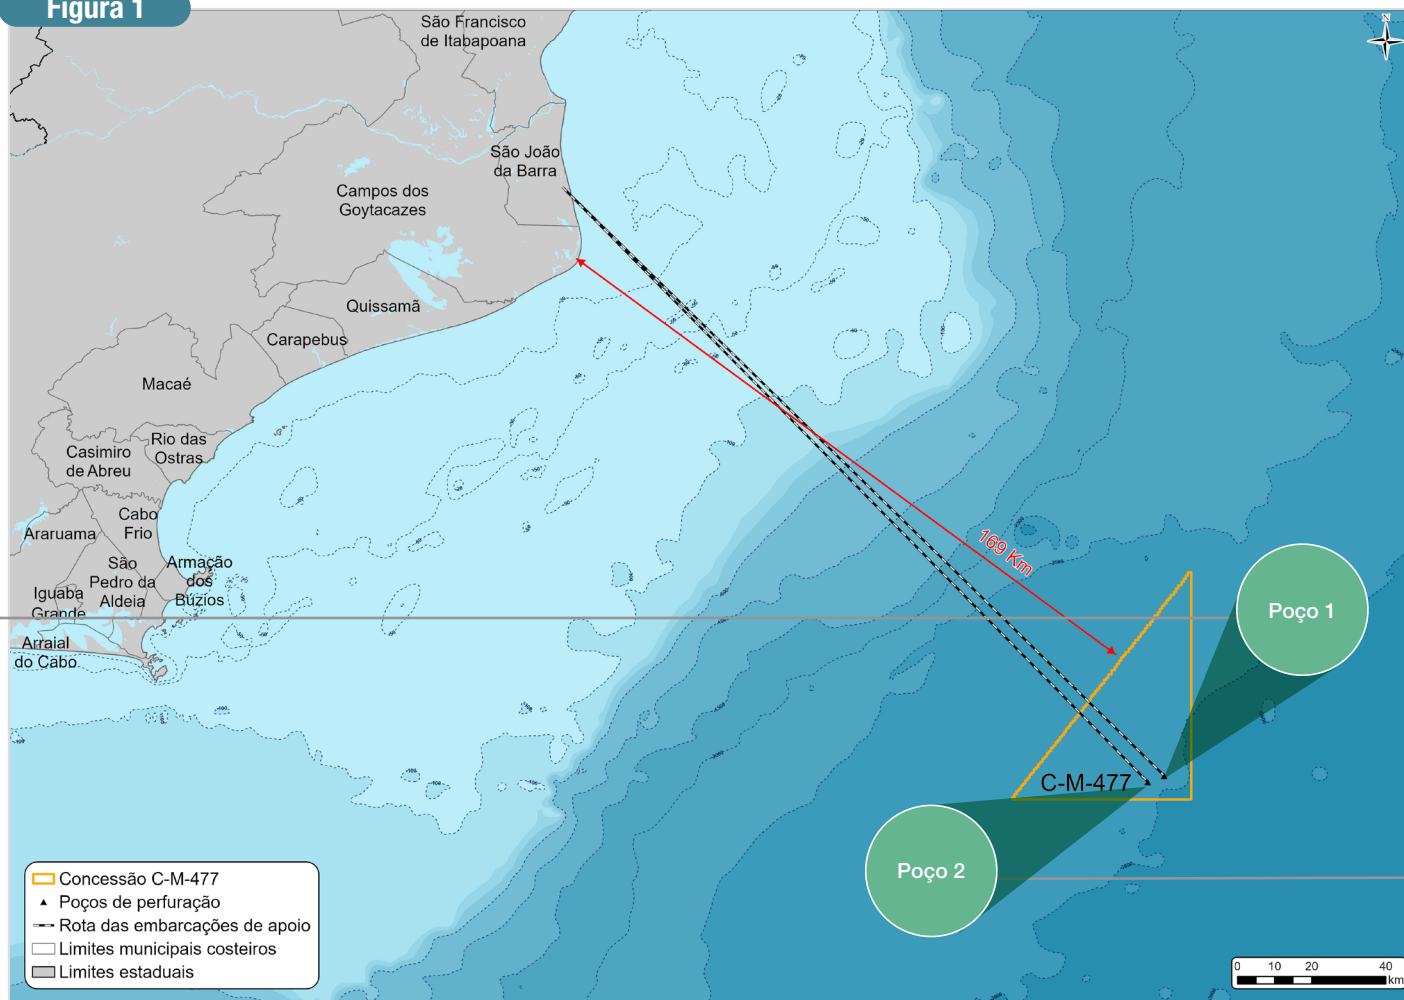 Figura 1
N
São Francisco
de Itabapoana
São João
da Barra
Campos dos
Goytacazes
Quissamã
Carapebus
Macaé
Rio das
Ostras
Casimiro
de Abreu
Cabo
Frio
Araruama
São
Pedro da
Aldeia
Armação
dos
Búzios
Iguaba
Grande
Arraial
do Cabo
169 Km
Poço 1
C-M-477
Poço 2
Concessão C-M-477
Poços de perfuração
Rota das embarcações de apoio
Limites municipais costeiros
Limites estaduais
0 10 20 40
km